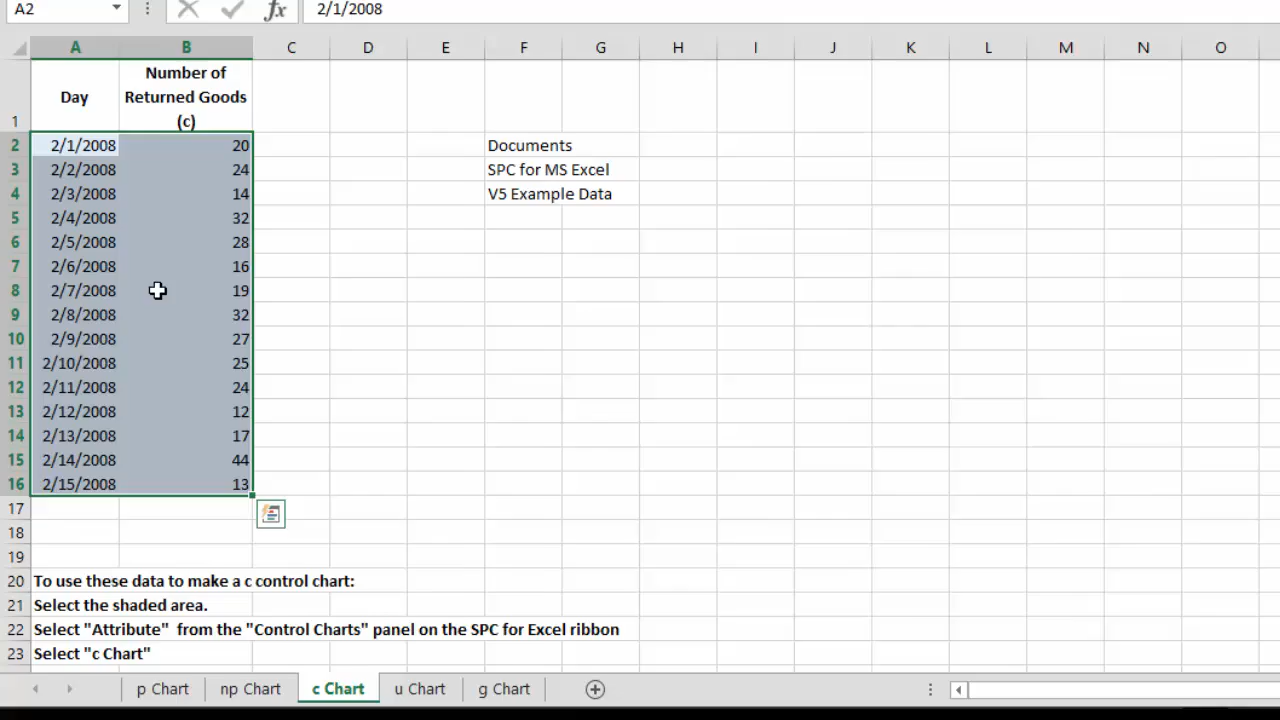 A2 fx 2/1/2008
A B C D E F G H I J K L M N O
1 Day Number of
Returned Goods
(c)
2 2/1/2008 20 Documents
3 2/2/2008 24 SPC for MS Excel
4 2/3/2008 14 V5 Example Data
5 2/4/2008 32
6 2/5/2008 28
7 2/6/2008 16
8 2/7/2008 19
9 2/8/2008 32
10 2/9/2008 27
11 2/10/2008 25
12 2/11/2008 24
13 2/12/2008 12
14 2/13/2008 17
15 2/14/2008 44
16 2/15/2008 13
17
18
19
20 To use these data to make a c control chart:
21 Select the shaded area.
22 Select "Attribute"  from the "Control Charts" panel on the SPC for Excel ribbon
23 Select "c Chart"
p Chart np Chart c Chart u Chart g Chart